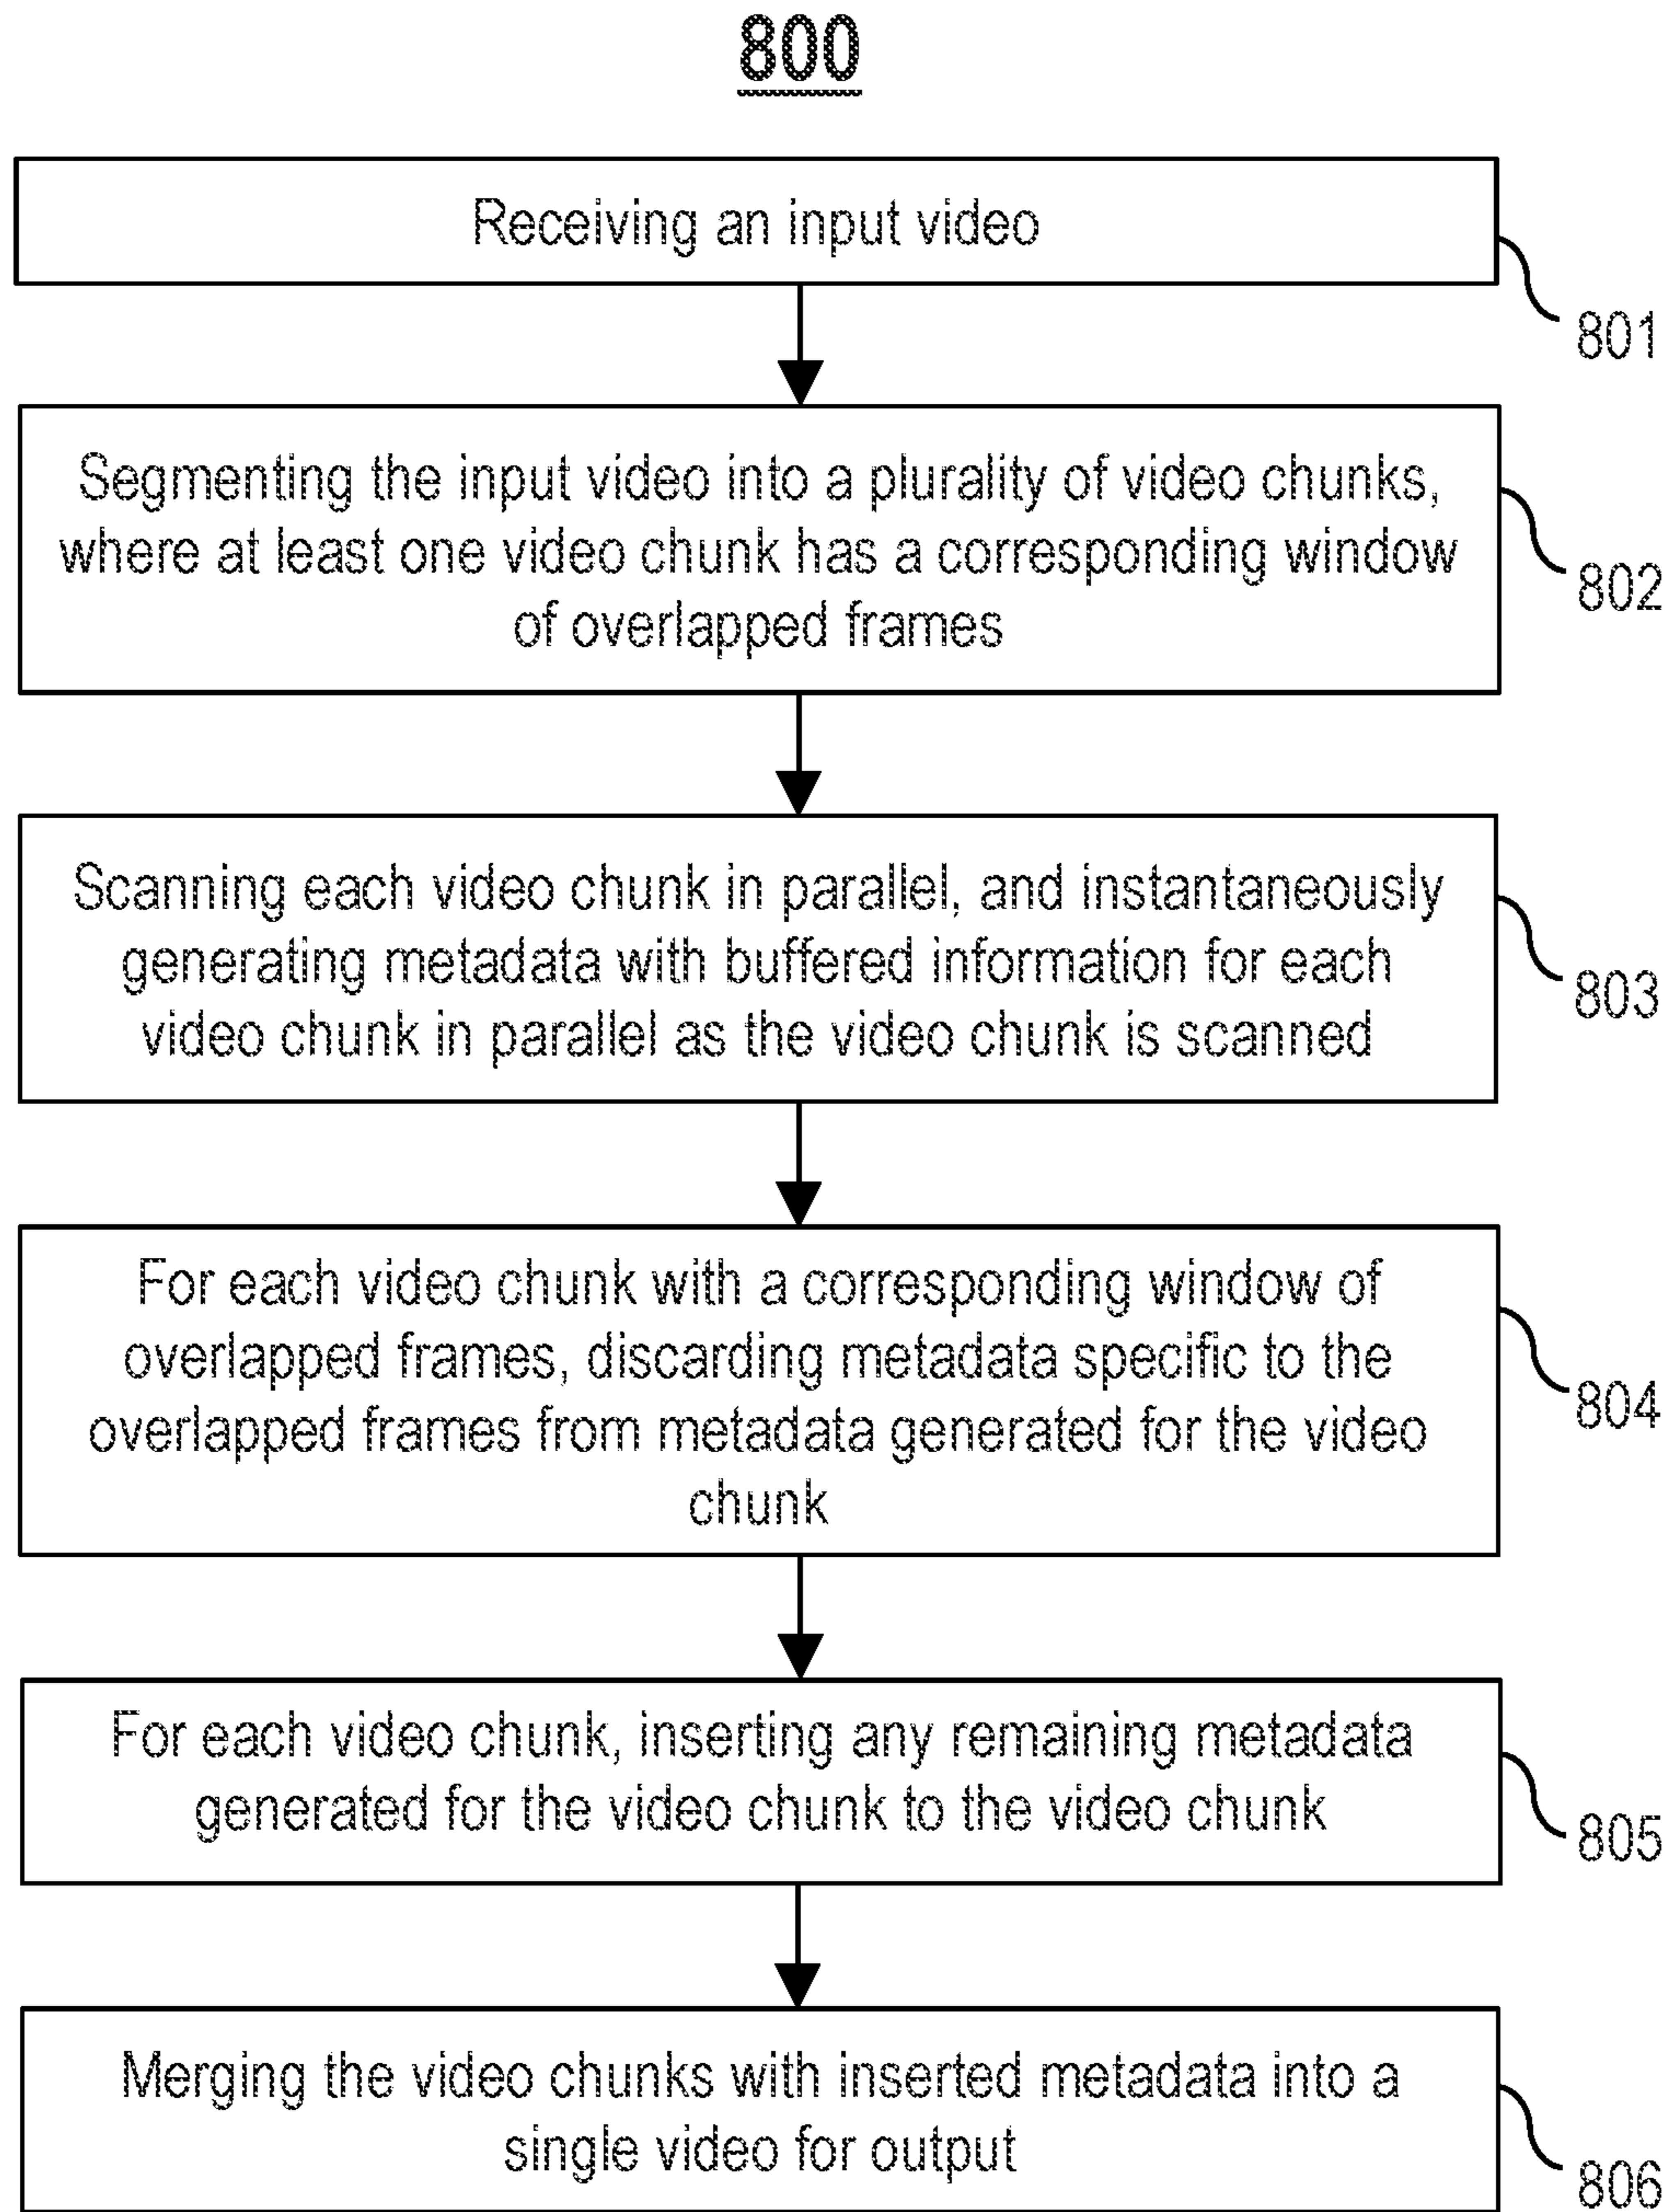 800
Receiving an input video
801
Segmenting the input video into a plurality of video chunks,
where at least one video chunk has a corresponding window
of overlapped frames
802
Scanning each video chunk in parallel, and instantaneously
generating metadata with buffered information for each
video chunk in parallel as the video chunk is scanned
803
For each video chunk with a corresponding window of
overlapped frames, discarding metadata specific to the
overlapped frames from metadata generated for the video
chunk
804
For each video chunk, inserting any remaining metadata
generated for the video chunk to the video chunk
805
Merging the video chunks with inserted metadata into a
single video for output
806